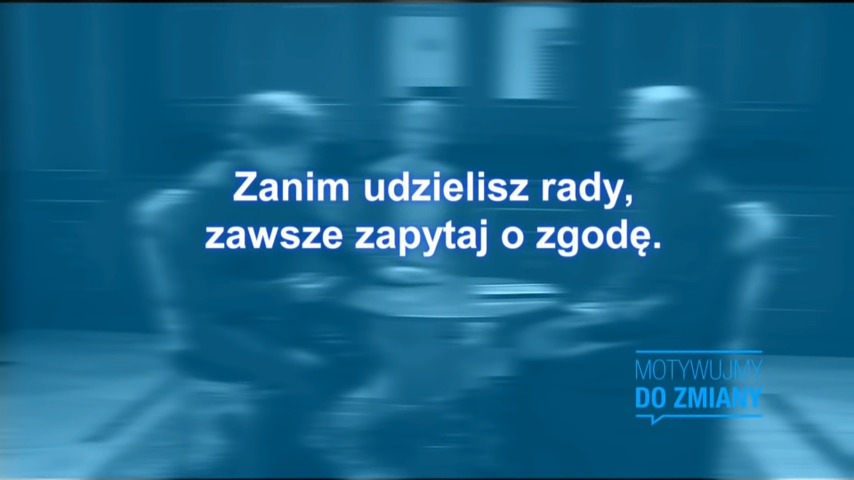 Zanim udzielisz rady,
zawsze zapytaj o zgodę.
MOTYWUJMY
DO ZMIANY